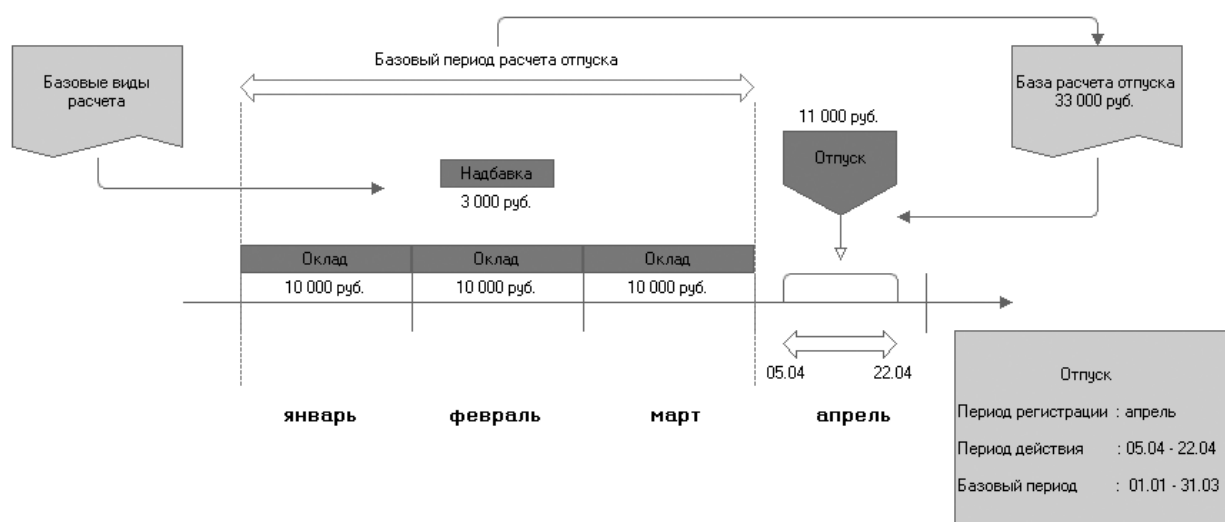 Базовый период расчета отпуска
Базовые виды
расчета
База расчета отпуска
33 000 руб.
11 000 руб.
Отпуск
Надбавка
3 000 руб.
Оклад
Оклад
Оклад
10 000 руб.
10 000 руб.
10 000 руб.
05.04
22.04
январь
февраль
март
апрель
Отпуск
Период регистрации : апрель
Период действия : 05.04 - 22.04
Базовый период : 01.01 - 31.03